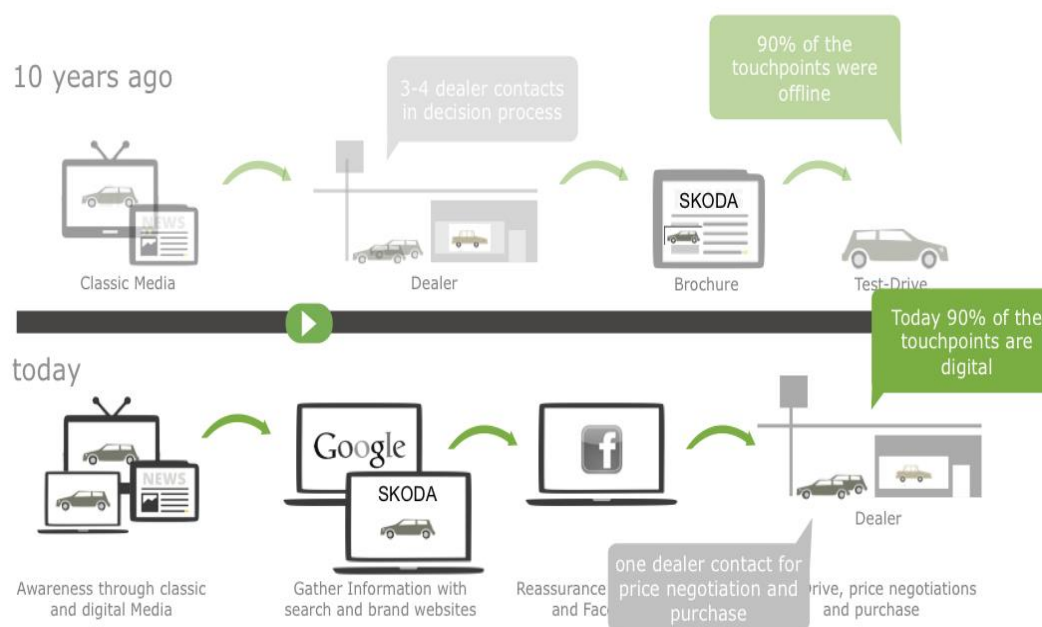 10 years ago
3-4 dealer contacts
in decision process
90% of the
touchpoints were
offline
NEWS
SKODA
Classic Media
Dealer
Brochure
Test-Drive
Today 90% of the
touchpoints are
digital
today
NEWS
Google
SKODA
f
Dealer
Awareness through classic
and digital Media
Gather Information with
search and brand websites
Reassurance
and
one dealer contact for
price negotiation and
purchase
price negotiations
and purchase